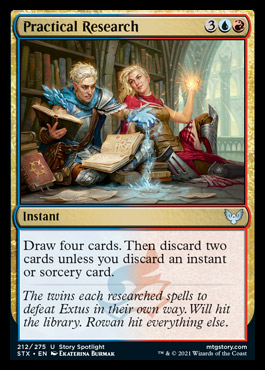 Practical Research 3
Instant
Draw four cards. Then discard two
cards unless you discard an instant
or sorcery card.
The twins each researched spells to
defeat Extus in their own way. Will hit
the library. Rowan hit everything else.
212/275 U Story Spotlight mtgstory.com
STX • EN Ekaterina Burmak ™ & © 2021 Wizards of the Coast